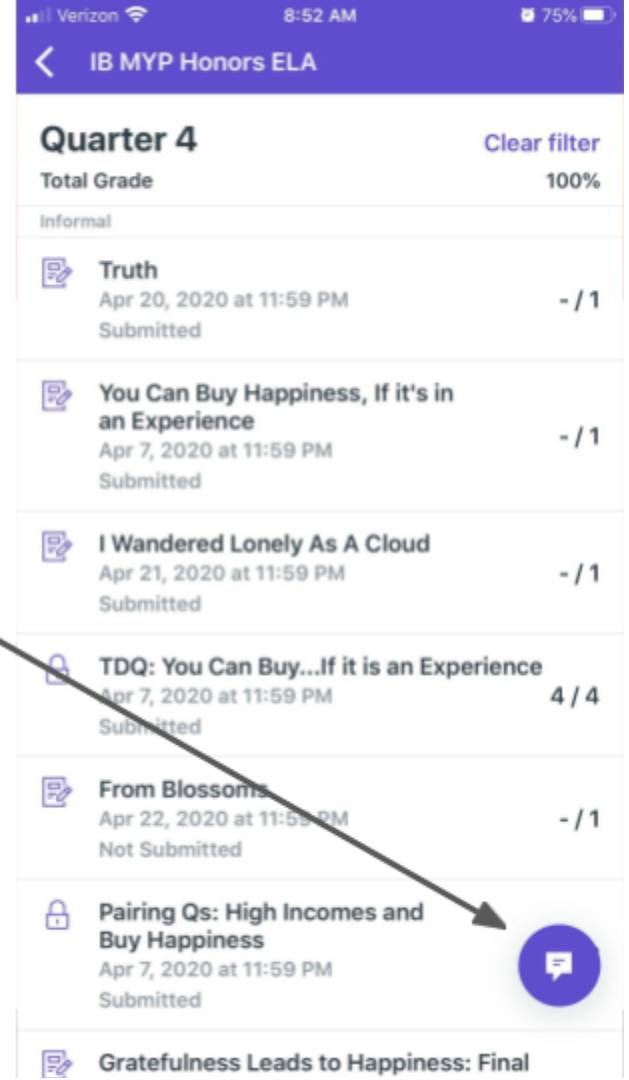 Verizon 8:52 AM 75%
IB MYP Honors ELA
Quarter 4 Clear filter
Total Grade 100%
Informal
Truth
Apr 20, 2020 at 11:59 PM - / 1
Submitted
You Can Buy Happiness, If it's in
an Experience
Apr 7, 2020 at 11:59 PM - / 1
Submitted
I Wandered Lonely As A Cloud
Apr 21, 2020 at 11:59 PM - / 1
Submitted
TDQ: You Can Buy...If it is an Experience
Apr 7, 2020 at 11:59 PM 4 / 4
Submitted
From Blossoms
Apr 22, 2020 at 11:59 PM - / 1
Not Submitted
Pairing Qs: High Incomes and
Buy Happiness
Apr 7, 2020 at 11:59 PM
Submitted
Gratefulness Leads to Happiness: Final